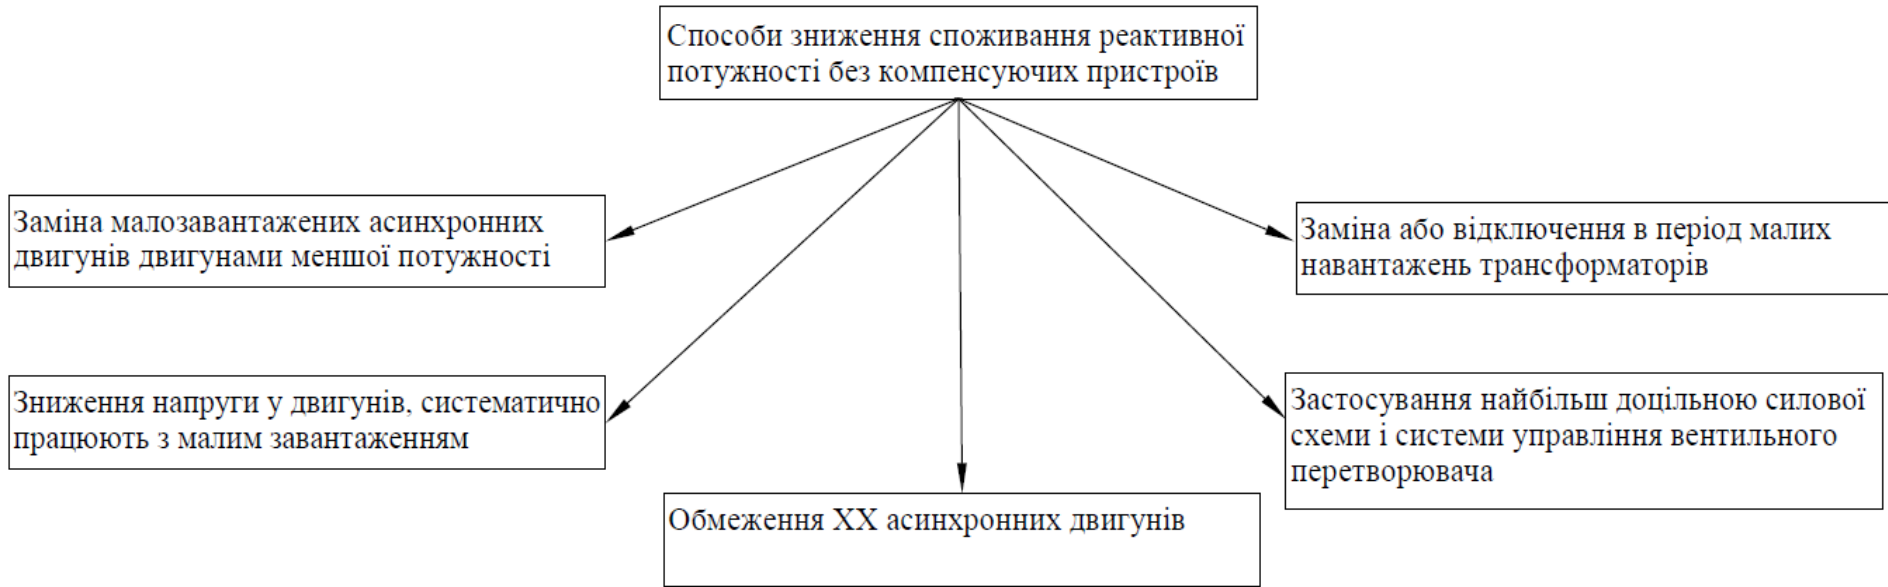 Способи зниження споживання реактивної
потужності без компенсуючих пристроїв
Заміна малозавантажених асинхронних
двигунів двигунами меншої потужності
Заміна або відключення в період малих
навантажень трансформаторів
Зниження напруги у двигунів, систематично
працюють з малим завантаженням
Застосування найбільш доцільною силової
схеми і системи управління вентильного
перетворювача
Обмеження ХХ асинхронних двигунів